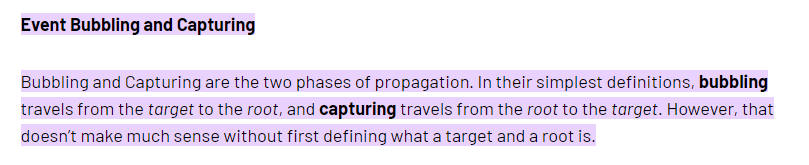 Event Bubbling and Capturing
Bubbling and Capturing are the two phases of propagation. In their simplest definitions, bubbling
travels from the target to the root, and capturing travels from the root to the target. However, that
doesn't make much sense without first defining what a target and a root is.